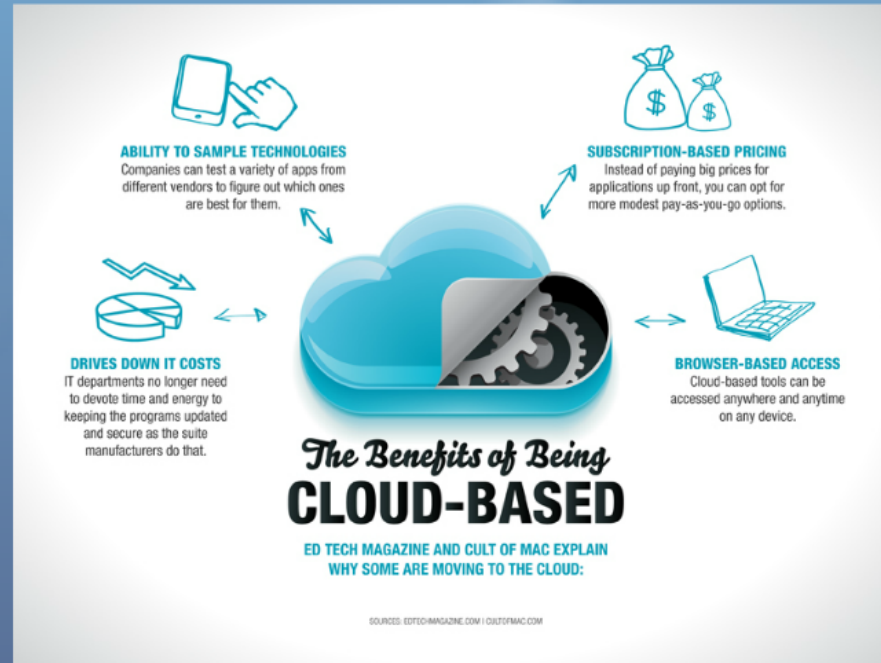 ABILITY TO SAMPLE TECHNOLOGIES
Companies can test a variety of apps from
different vendors to figure out which ones
are best for them.
$
$
SUBSCRIPTION-BASED PRICING
Instead of paying big prices for
applications up front, you can opt for
more modest pay-as-you-go options.
DRIVES DOWN IT COSTS
IT departments no longer need
to devote time and energy to
keeping the programs updated
and secure as the suite
manufacturers do that.
BROWSER-BASED ACCESS
Cloud-based tools can be
accessed anywhere and anytime
on any device.
The Benefits of Being
CLOUD-BASED
ED TECH MAGAZINE AND CULT OF MAC EXPLAIN
WHY SOME ARE MOVING TO THE CLOUD:
SOURCES: EDTECHMAGAZINE.COM | CULTOFMAC.COM